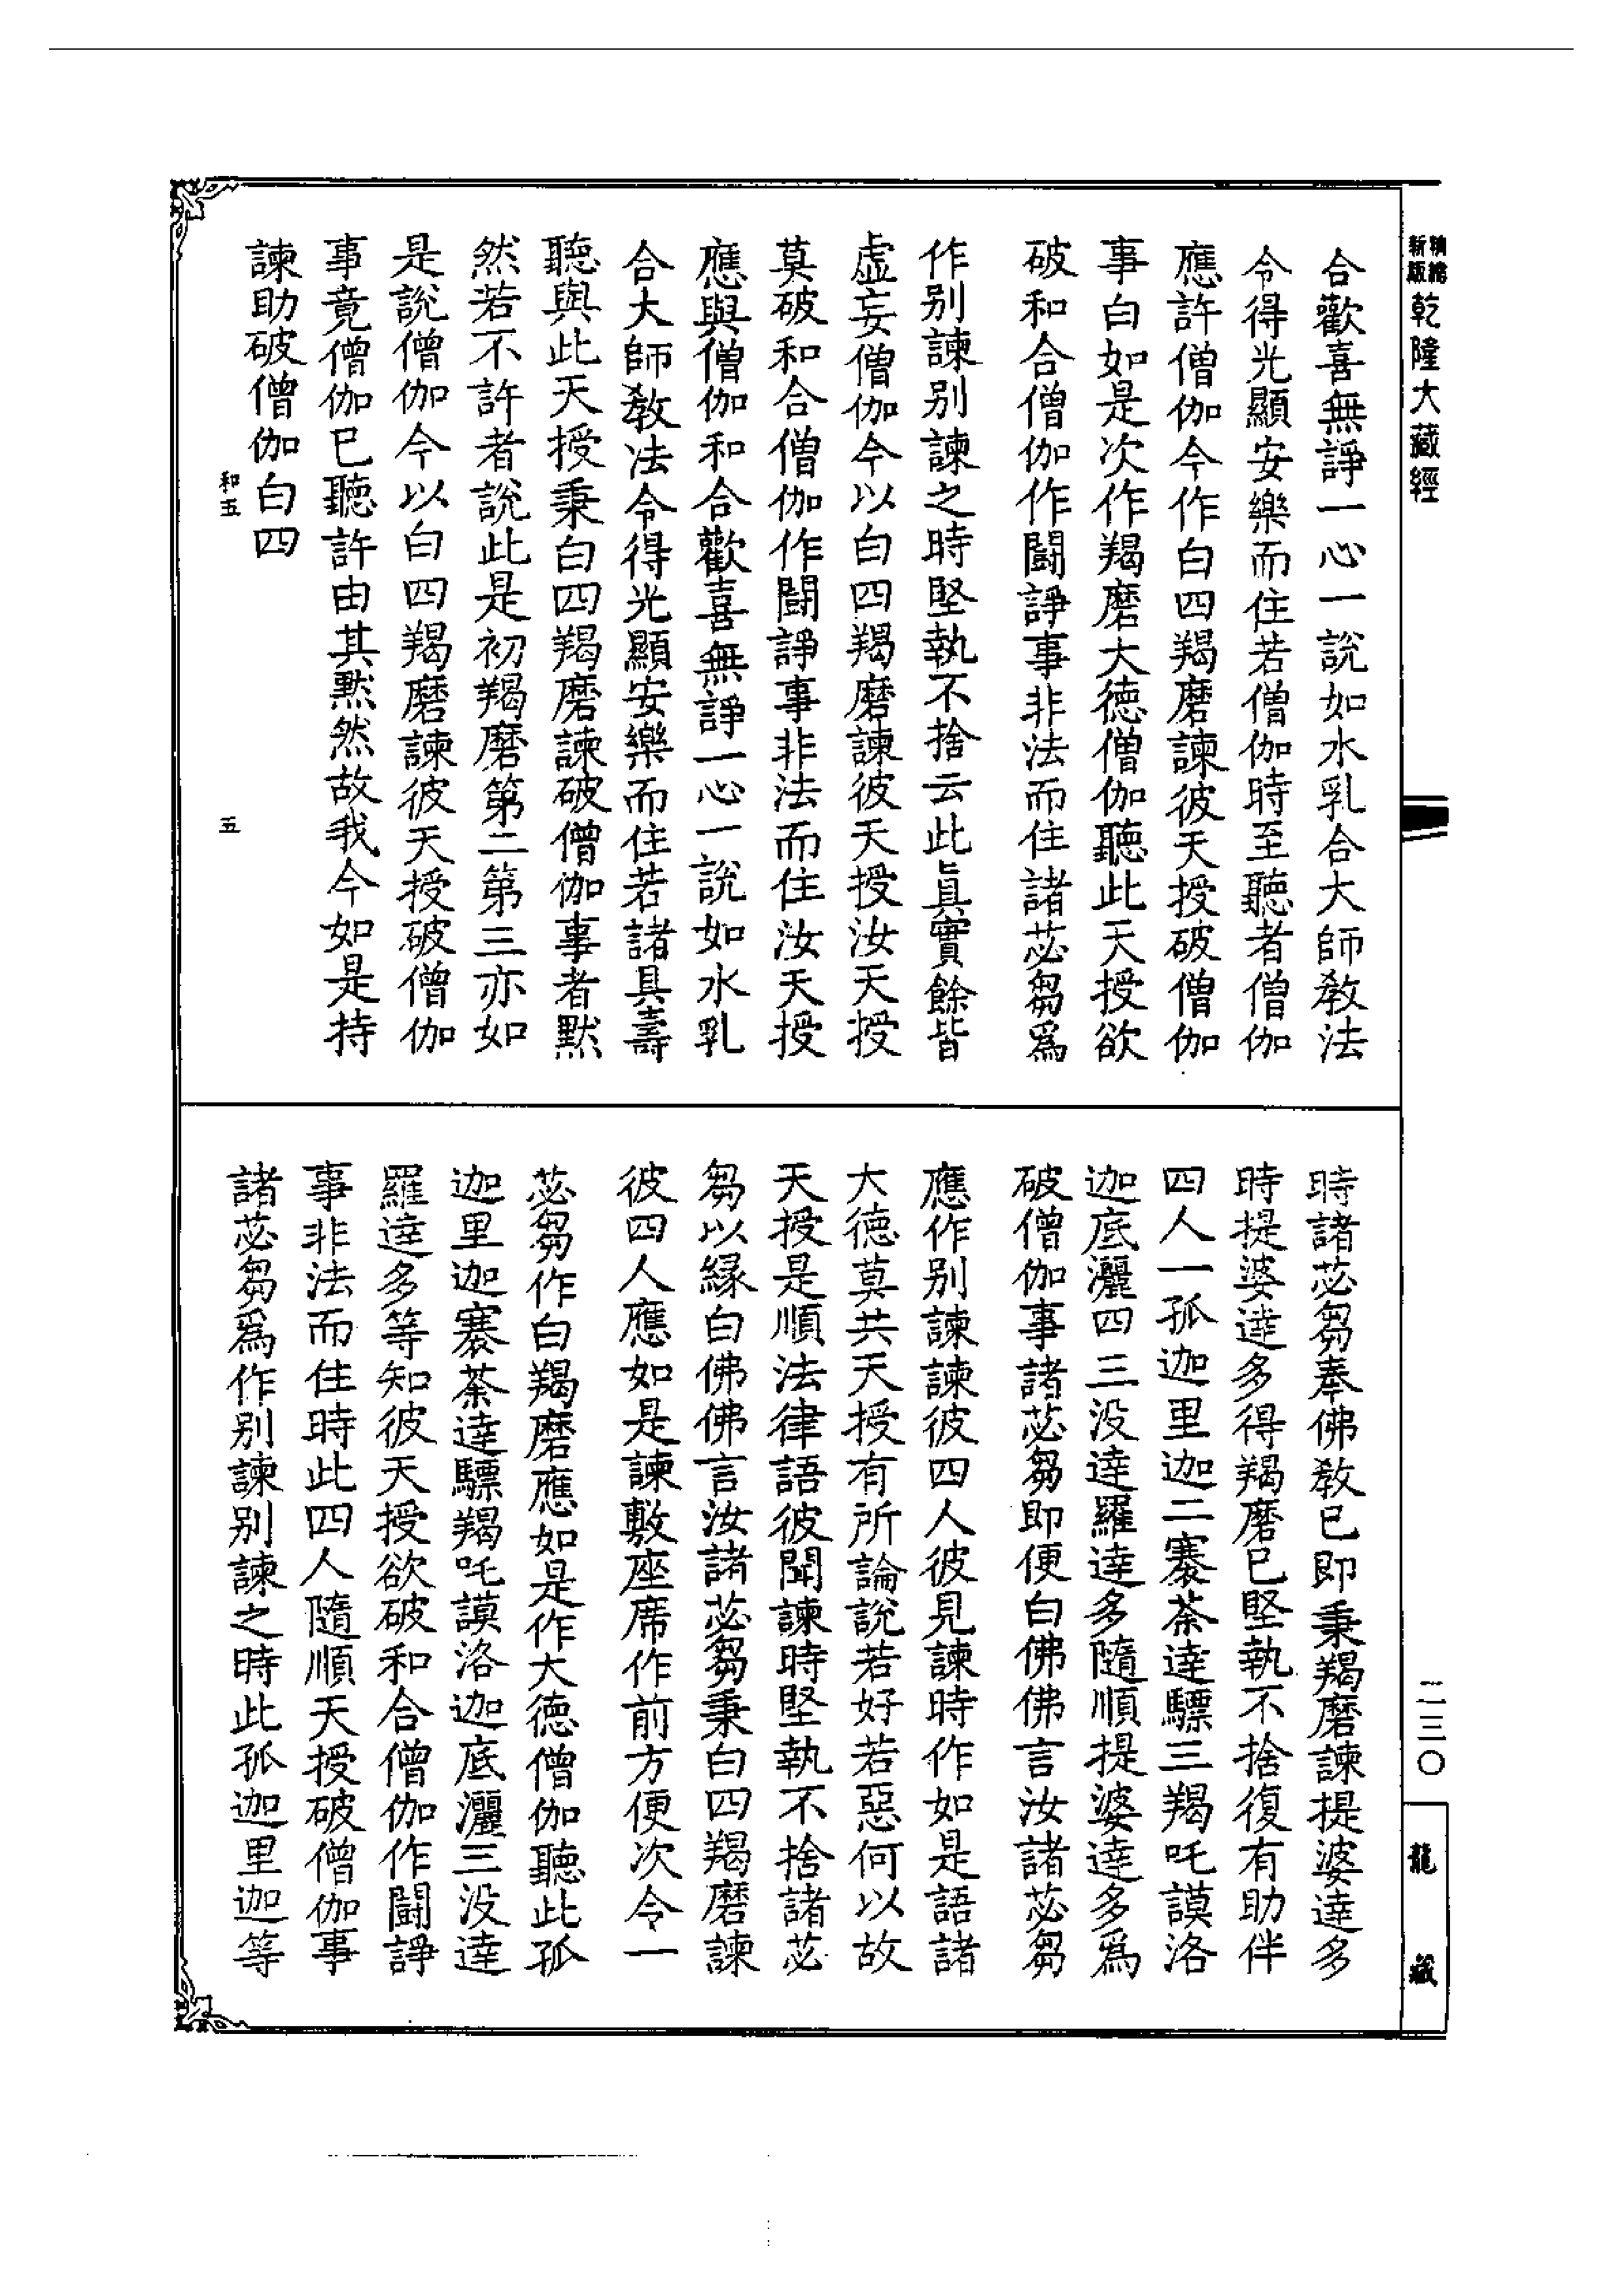 精縮
新版
乾隆大藏經
合歡喜無諍一心一說如水乳合大師教法
令得光顯安樂而住若僧伽時至聽者僧伽
應許僧伽今作白四羯磨諫彼天授破僧伽
事白如是次作羯磨大德僧伽聽此天授欲
破和合僧伽作鬪諍事非法而住諸苾芻爲
作别諫别諫之時堅執不捨云此眞實餘皆
虛妄僧伽今以白四羯磨諫彼天授汝天授
莫破和合僧伽作鬪諍事非法而住汝天授
應與僧伽和合歡喜無諍一心一說如水乳
合大師教法令得光顯安樂而住若諸具壽
聽與此天授秉白四羯磨諫破僧伽事者默
然若不許者說此是初羯磨第二第三亦如
是說僧伽今以白四羯磨諫彼天授破僧伽
事竟僧伽已聽許由其默然故我今如是持
諫助破僧伽白四
和五
五
時諸苾芻奉佛教已即秉羯磨諫提婆達多
時提婆達多得羯磨已堅執不捨復有助伴
四人一孤迦里迦二褰荼達驃三羯吒謨洛
迦底灑四三没達羅達多隨順提婆達多爲
破僧伽事諸苾芻即便白佛佛言汝諸苾芻
應作别諫諫彼四人彼見諫時作如是語諸
大德莫共天授有所論說若好若惡何以故
天授是順法律語彼聞諫時堅執不捨諸苾
芻以緣白佛佛言汝諸苾芻秉白四羯磨諫
彼四人應如是諫敷座席作前方便次令一
苾芻作白羯磨應如是作大德僧伽聽此孤
迦里迦褰荼達驃羯吒謨洛迦底灑三没達
羅達多等知彼天授欲破和合僧伽作鬪諍
事非法而住時此四人隨順天授破僧伽事
諸苾芻爲作别諫别諫之時此孤迦里迦等
二三〇
龍藏